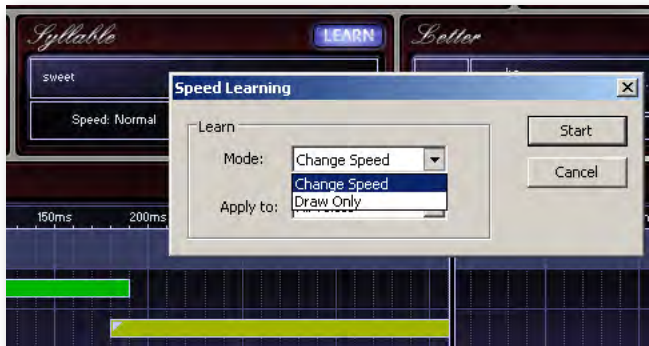 Syllable
LEARN
Letter
sweet
Speed: Normal
Speed Learning
Learn
Mode:
Change Speed
Change Speed
Draw Only
Apply to:
Start
Cancel
150ms
200ms